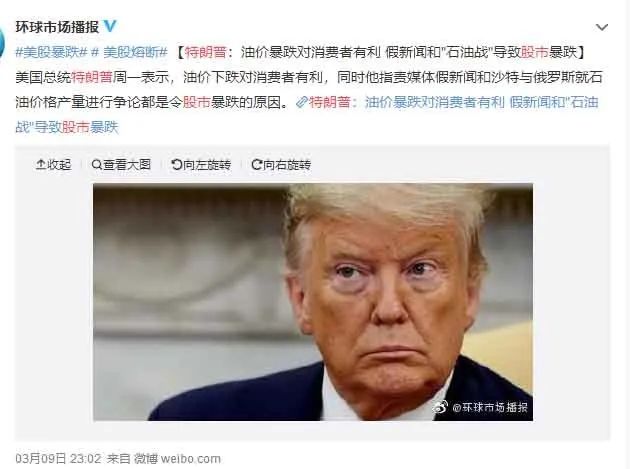 环球市场播报
#美股暴跌# # 美股熔断# 【特朗普：油价暴跌对消费者有利 假新闻和"石油战"导致股市暴跌】
美国总统特朗普周一表示，油价下跌对消费者有利，同时他指责媒体假新闻和沙特与俄罗斯就石
油价格产量进行争论都是令股市暴跌的原因。特朗普：油价暴跌对消费者有利 假新闻和"石油
战"导致股市暴跌
收起 查看大图 向左旋转 向右旋转
@环球市场播报
03月09日 23:02 来自 微博 weibo.com